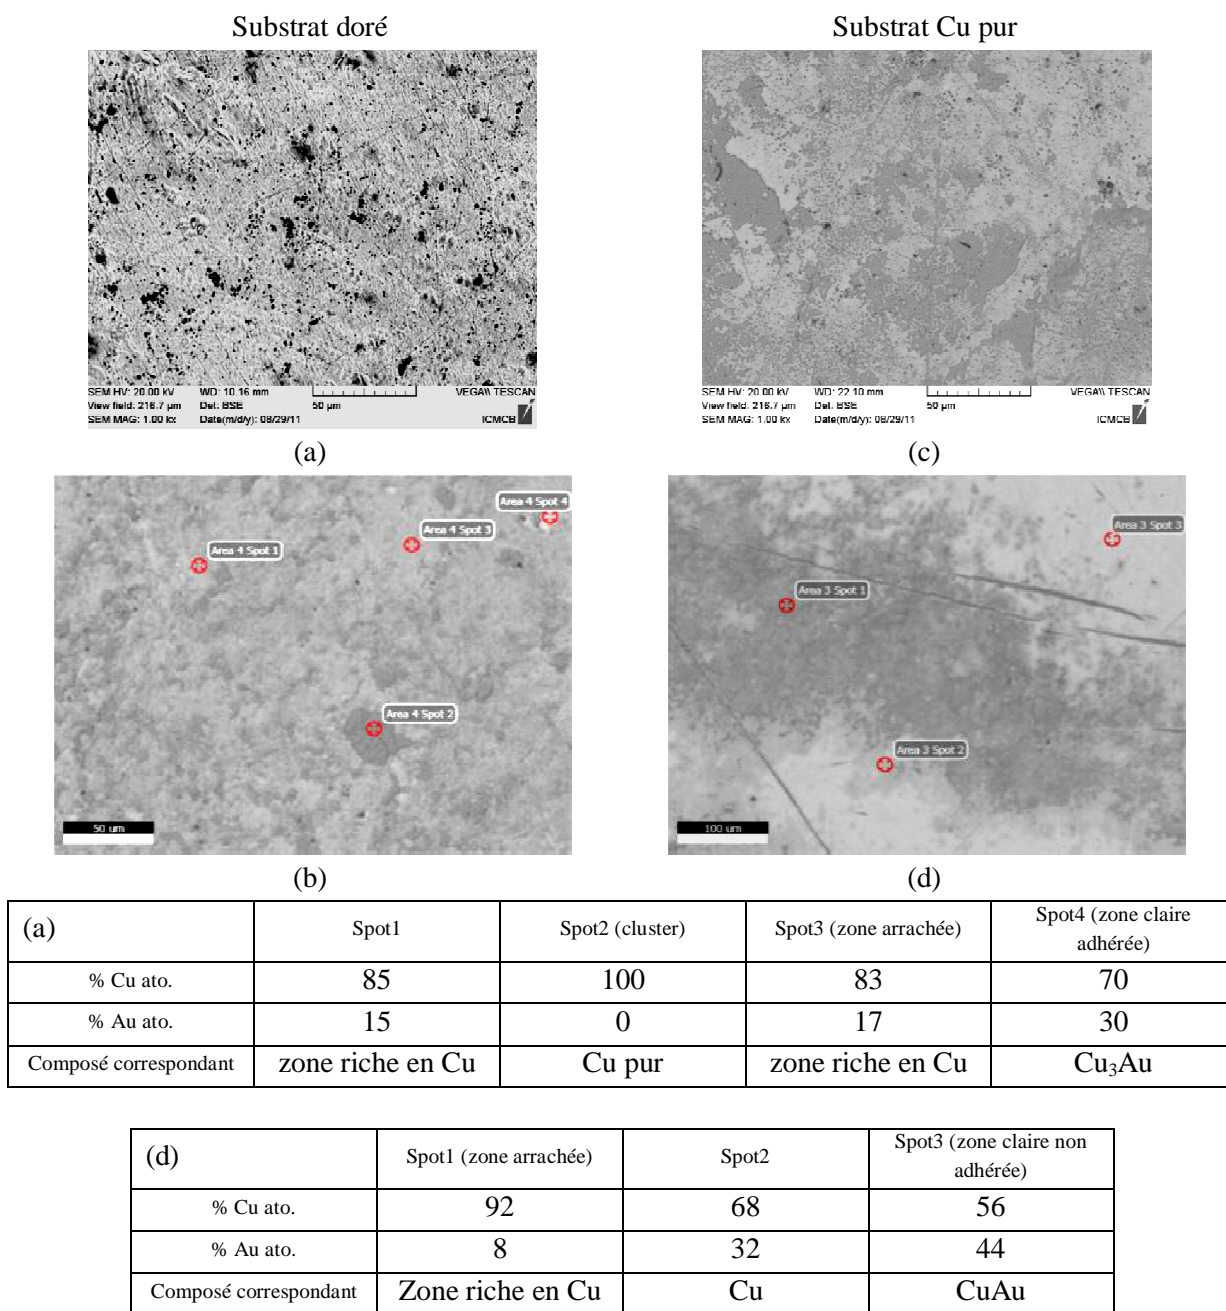 Substrat doré
Substrat Cu pur
SEM HV: 20.00 kV WD: 10.16 mm VEGA\\ TESCAN
View field: 216.7 µm Det: BSE 50 µm
SEM MAG: 1.00 kx Date(m/d/y): 08/29/11 ICMCB
SEM HV: 20.00 kV WD: 22.10 mm VEGA\\ TESCAN
View field: 216.7 µm Det: BSE 50 µm
SEM MAG: 1.00 kx Date(m/d/y): 08/29/11 ICMCB
(a)
(c)
Area 4 Spot 4
Area 4 Spot 3
Area 4 Spot 1
Area 4 Spot 2
50 um
Area 3 Spot 3
Area 3 Spot 1
Area 3 Spot 2
100 um
(b)
(d)
(a) Spot1 Spot2 (cluster) Spot3 (zone arrachée) Spot4 (zone claire
adhérée)
% Cu ato. 85 100 83 70
% Au ato. 15 0 17 30
Composé correspondant zone riche en Cu Cu pur zone riche en Cu Cu₃Au
(d) Spot1 (zone arrachée) Spot2 Spot3 (zone claire non
adhérée)
% Cu ato. 92 68 56
% Au ato. 8 32 44
Composé correspondant Zone riche en Cu Cu CuAu